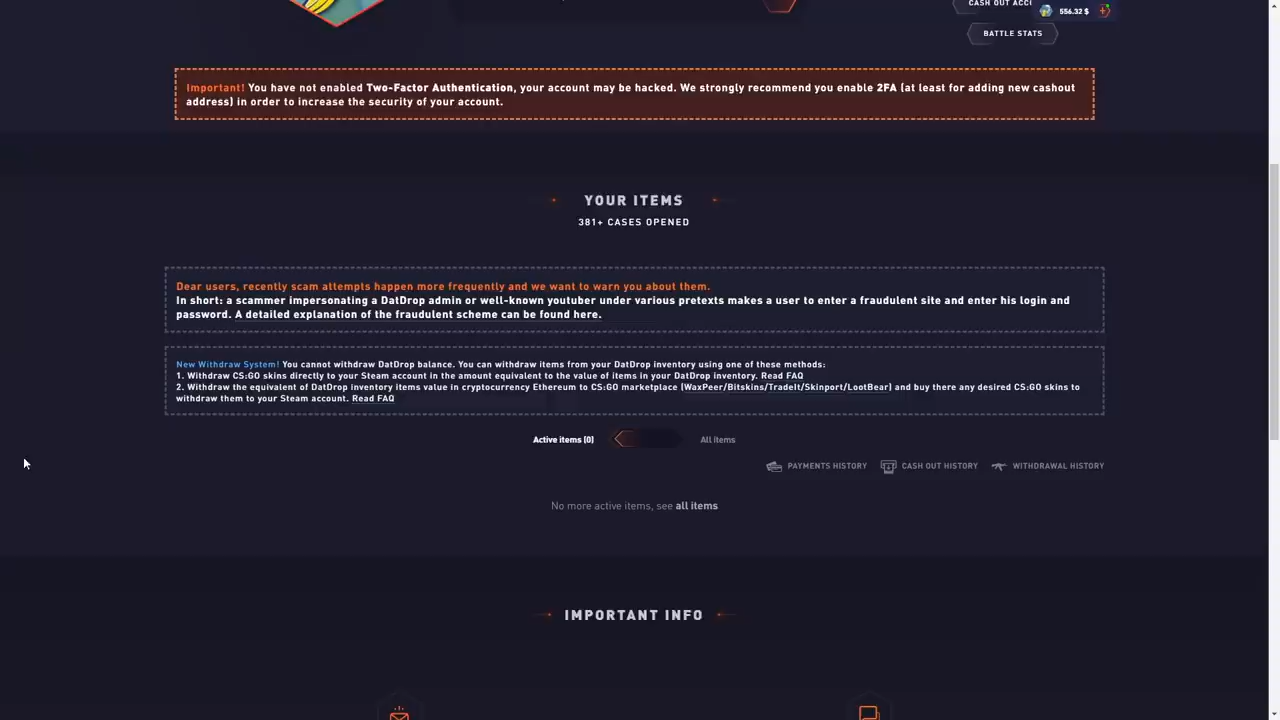 CASH OUT ACC
556.32 $
BATTLE STATS
Important! You have not enabled Two-Factor Authentication, your account may be hacked. We strongly recommend you enable 2FA (at least for adding new cashout
address) in order to increase the security of your account.
YOUR ITEMS
381+ CASES OPENED
Dear users, recently scam attempts happen more frequently and we want to warn you about them.
In short: a scammer impersonating a DatDrop admin or well-known youtuber under various pretexts makes a user to enter a fraudulent site and enter his login and
password. A detailed explanation of the fraudulent scheme can be found here.
New Withdraw System! You cannot withdraw DatDrop balance. You can withdraw items from your DatDrop inventory using one of these methods:
1. Withdraw CS:GO skins directly to your Steam account in the amount equivalent to the value of items in your DatDrop inventory. Read FAQ
2. Withdraw the equivalent of DatDrop inventory items value in cryptocurrency Ethereum to CS:GO marketplace (WaxPeer/Bitskins/TradeIt/Skinport/LootBear) and buy there any desired CS:GO skins to
withdraw them to your Steam account. Read FAQ
Active items (0) All items
PAYMENTS HISTORY CASH OUT HISTORY WITHDRAWAL HISTORY
No more active items, see all items
IMPORTANT INFO